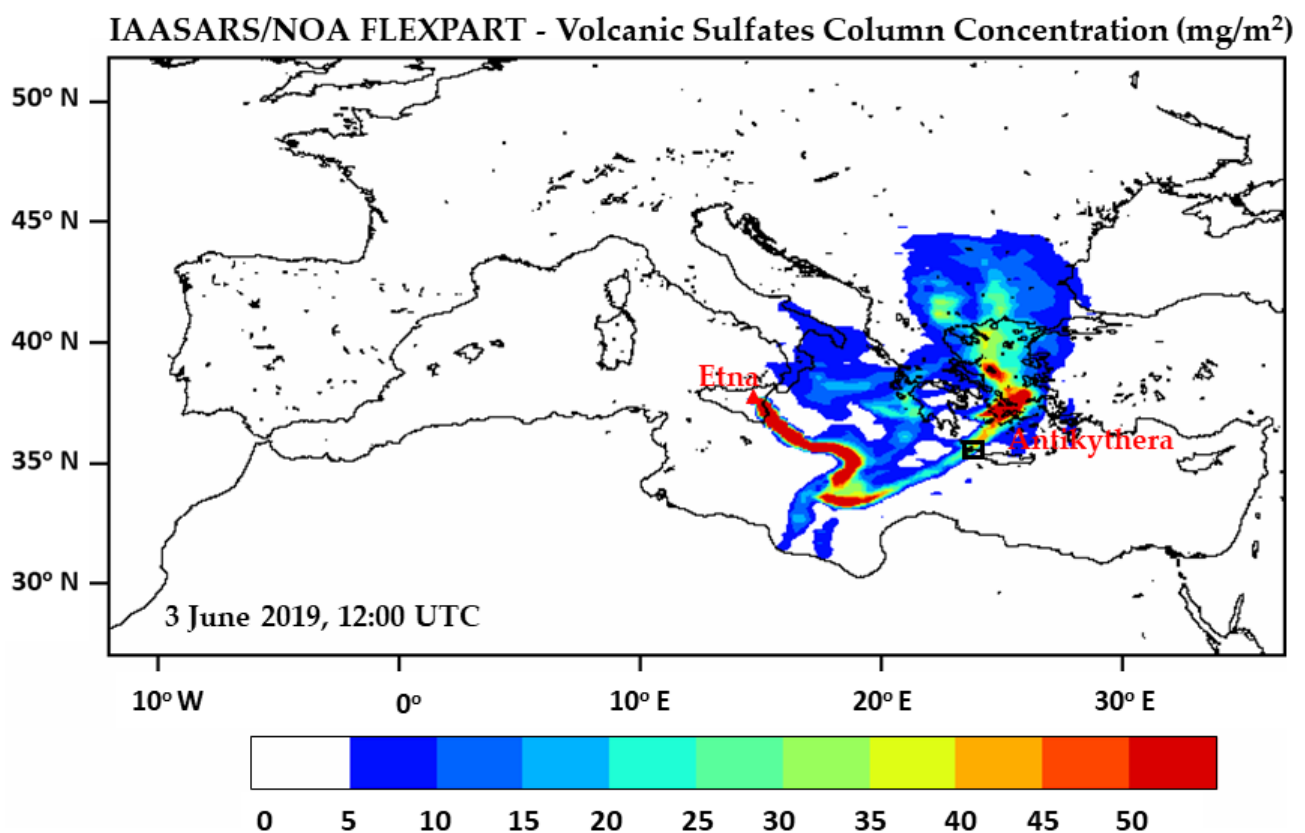 IAASARS/NOA FLEXPART - Volcanic Sulfates Column Concentration (mg/m²)
50° N
45° N
40° N
Etna
Antikythera
35° N
30° N
3 June 2019, 12:00 UTC
10° W 0° 10° E 20° E 30° E
0 5 10 15 20 25 30 35 40 45 50